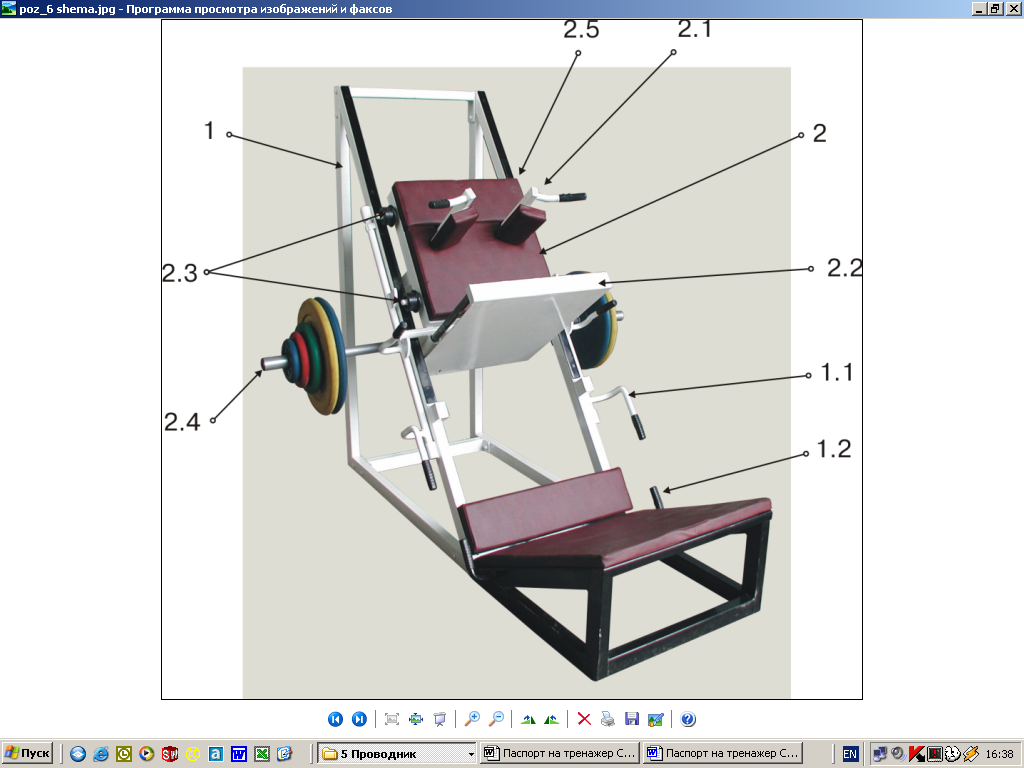 poz_6 shema.jpg - Программа просмотра изображений и факсов
2.5
2.1
1
2
2.3
2.2
1.1
2.4
1.2
Пуск
5 Проводник
Паспорт на тренажер С...
Паспорт на тренажер С...
EN
16:38